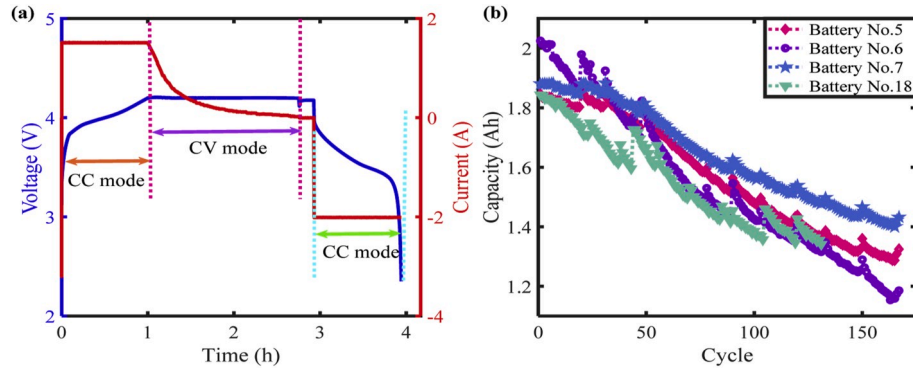 (a)
Voltage (V)
5
4
3
2
CC mode
CV mode
CC mode
2
0
-2
-4
Current (A)
0
1
2
3
4
Time (h)
(b)
Capacity (Ah)
2
1.8
1.6
1.4
1.2
Battery No.5
Battery No.6
Battery No.7
Battery No.18
0
50
100
150
Cycle